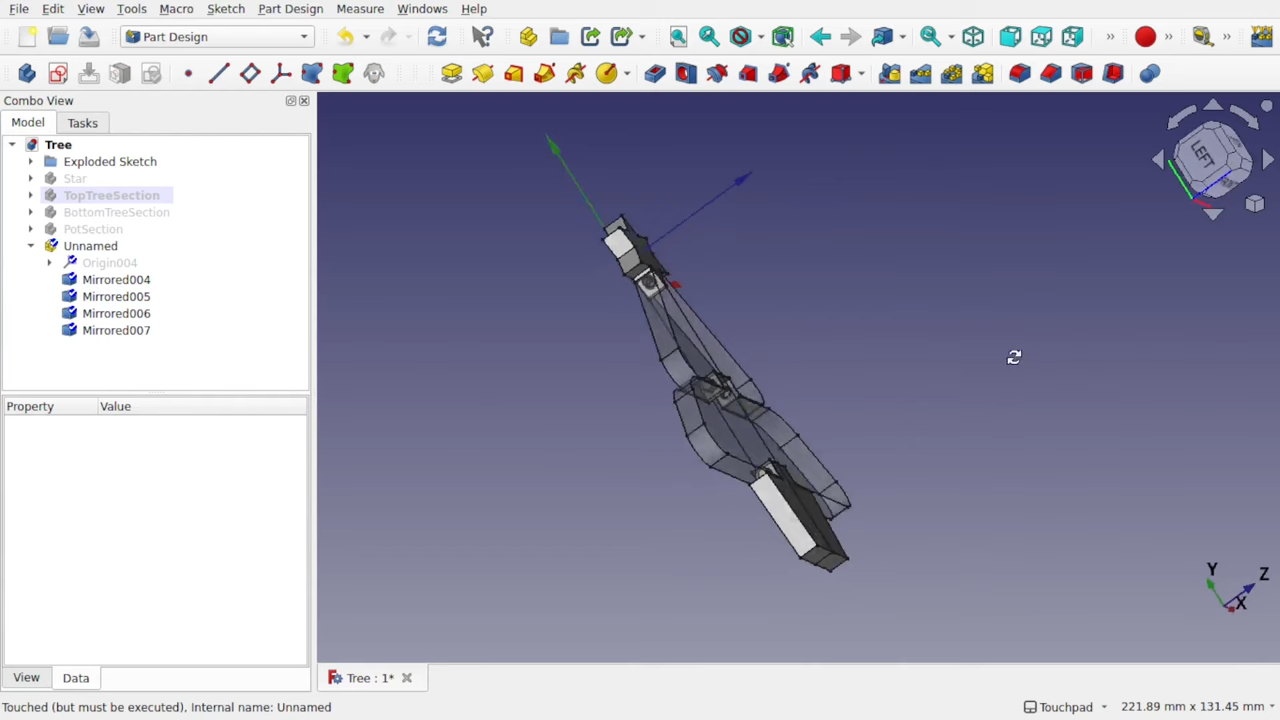 File Edit View Tools Macro Sketch Part Design Measure Windows Help
Part Design
Combo View
Model Tasks
Tree
Exploded Sketch
Star
TopTreeSection
BottomTreeSection
PotSection
Unnamed
Origin004
Mirrored004
Mirrored005
Mirrored006
Mirrored007
Property Value
View Data
LEFT
Y
Z
X
Tree : 1*
Touched (but must be executed), Internal name: Unnamed
Touchpad 221.89 mm x 131.45 mm